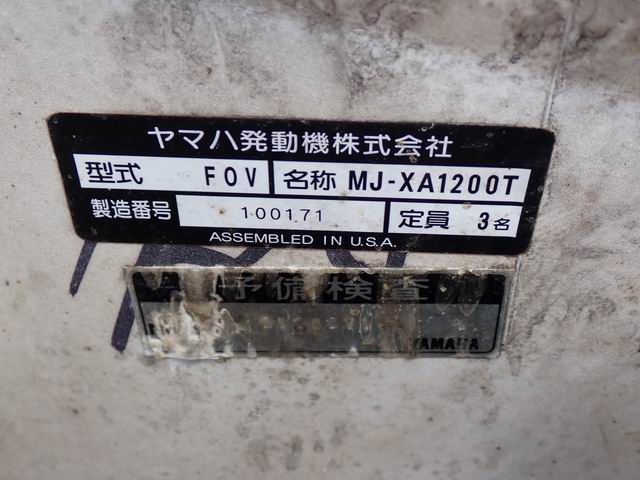 ヤマハ発動機株式会社
型式 FOV 名称 MJ-XA1200T
製造番号 100171 定員 3名
ASSEMBLED IN U.S.A.
予備検査
YAMAHA